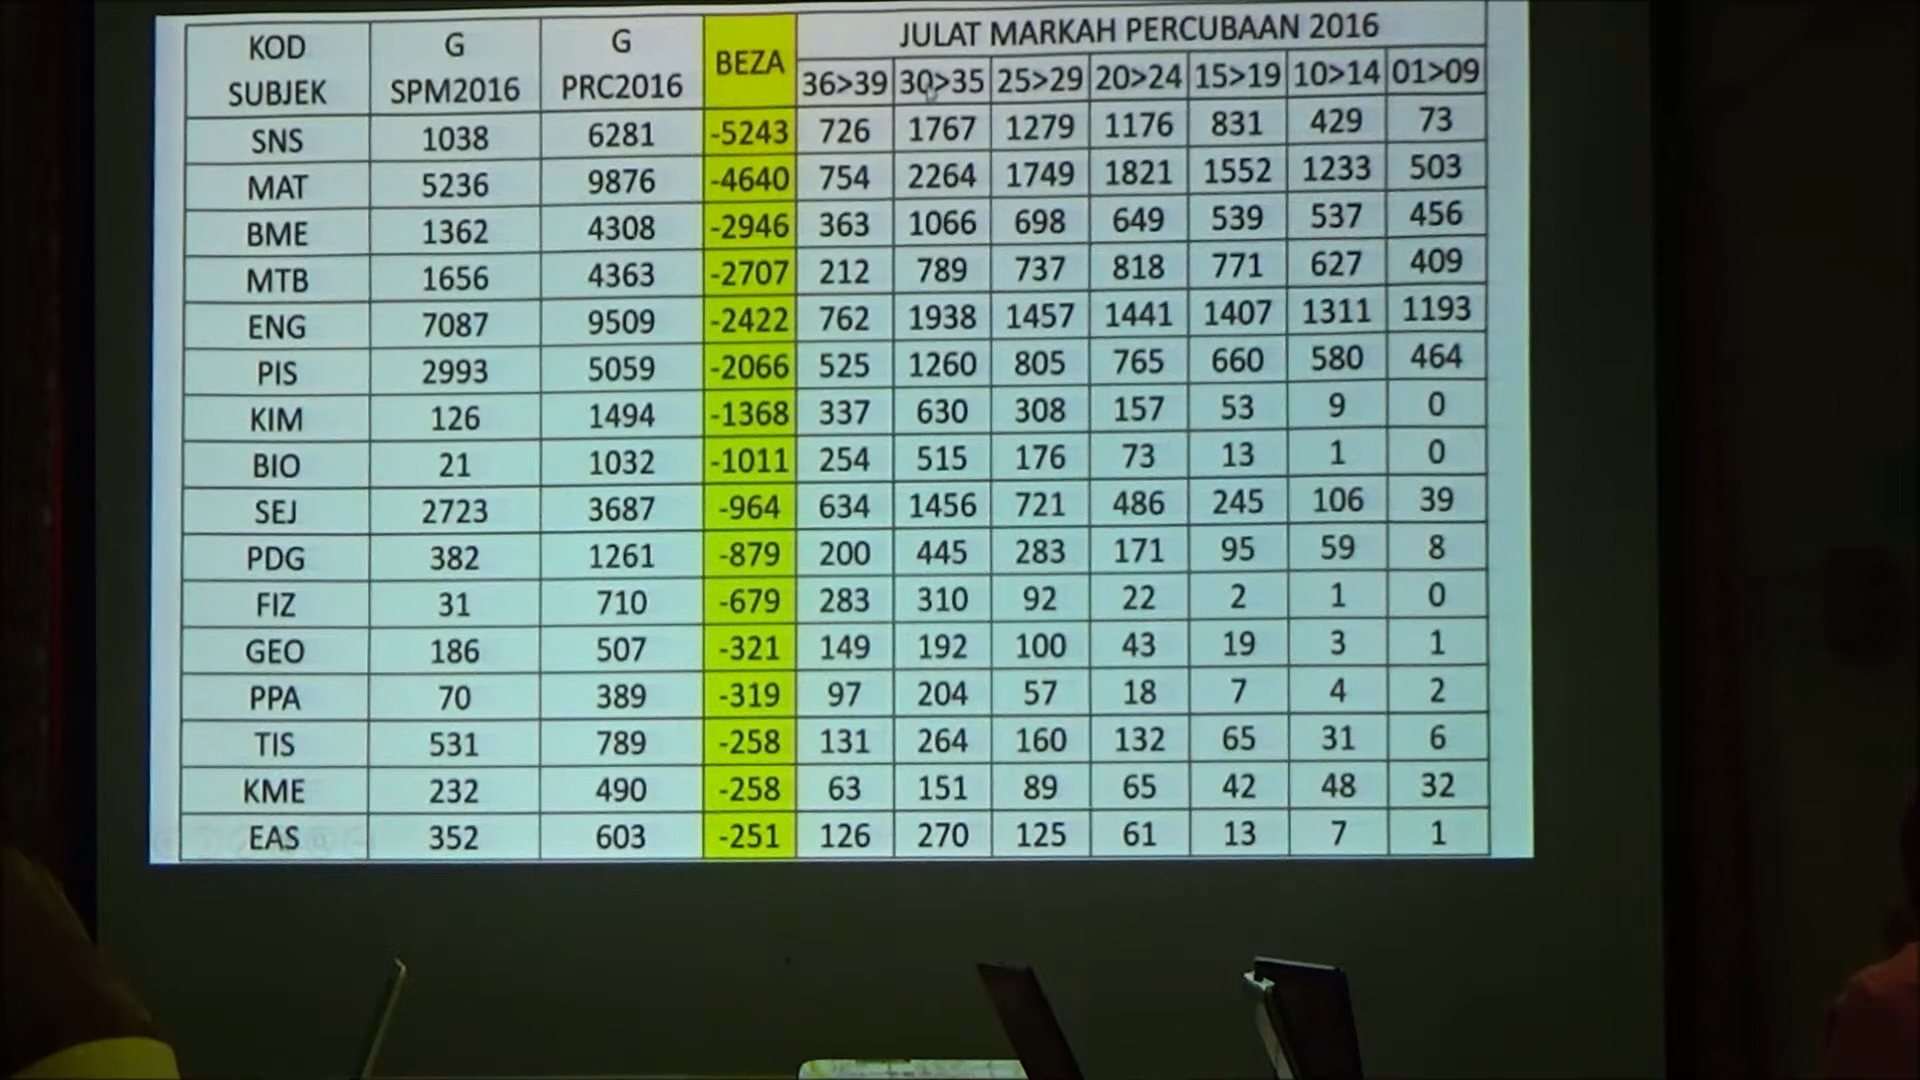 KOD SUBJEK G SPM2016 G PRC2016 BEZA JULAT MARKAH PERCUBAAN 2016
36>39 30>35 25>29 20>24 15>19 10>14 01>09
SNS 1038 6281 -5243 726 1767 1279 1176 831 429 73
MAT 5236 9876 -4640 754 2264 1749 1821 1552 1233 503
BME 1362 4308 -2946 363 1066 698 649 539 537 456
MTB 1656 4363 -2707 212 789 737 818 771 627 409
ENG 7087 9509 -2422 762 1938 1457 1441 1407 1311 1193
PIS 2993 5059 -2066 525 1260 805 765 660 580 464
KIM 126 1494 -1368 337 630 308 157 53 9 0
BIO 21 1032 -1011 254 515 176 73 13 1 0
SEJ 2723 3687 -964 634 1456 721 486 245 106 39
PDG 382 1261 -879 200 445 283 171 95 59 8
FIZ 31 710 -679 283 310 92 22 2 1 0
GEO 186 507 -321 149 192 100 43 19 3 1
PPA 70 389 -319 97 204 57 18 7 4 2
TIS 531 789 -258 131 264 160 132 65 31 6
KME 232 490 -258 63 151 89 65 42 48 32
EAS 352 603 -251 126 270 125 61 13 7 1